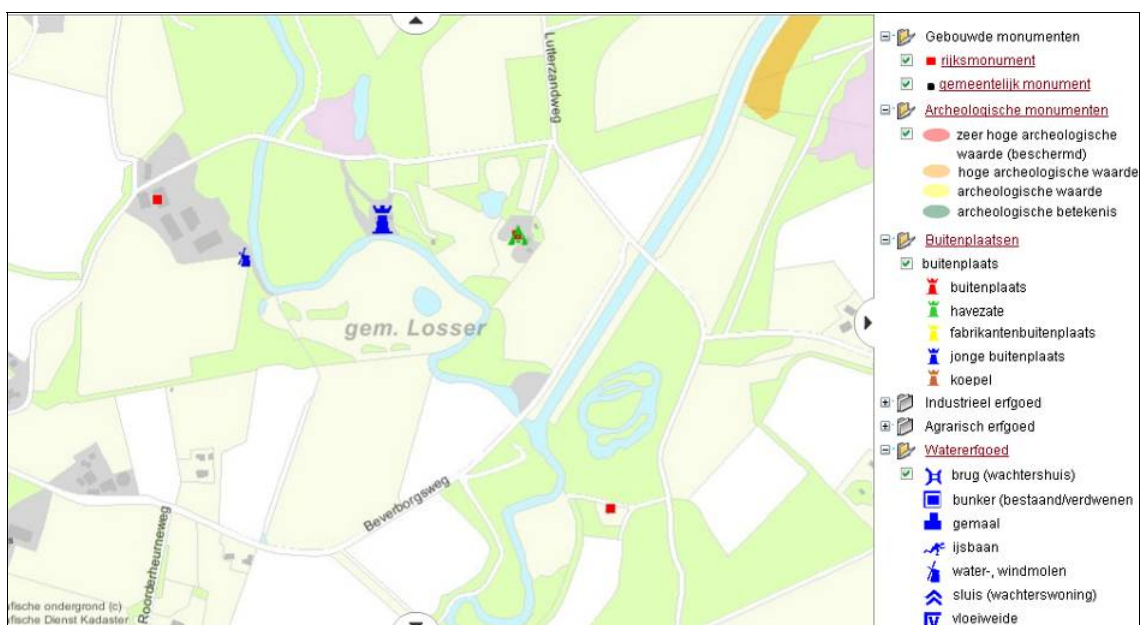 Lutterzandweg
gem. Losser
Beverborgsweg
Roorderheurneweg
fische ondergrond (c)
fische Dienst Kadaster
Gebouwde monumenten
rijksmonument
gemeentelijk monument
Archeologische monumenten
zeer hoge archeologische
waarde (beschermd)
hoge archeologische waarde
archeologische waarde
archeologische betekenis
Buitenplaatsen
buitenplaats
buitenplaats
havezate
fabrikantenbuitenplaats
jonge buitenplaats
koepel
Industrieel erfgoed
Agrarisch erfgoed
Watererfgoed
brug (wachtershuis)
bunker (bestaand/verdwenen
gemaal
ijsbaan
water-, windmolen
sluis (wachterswoning)
vloeiweide